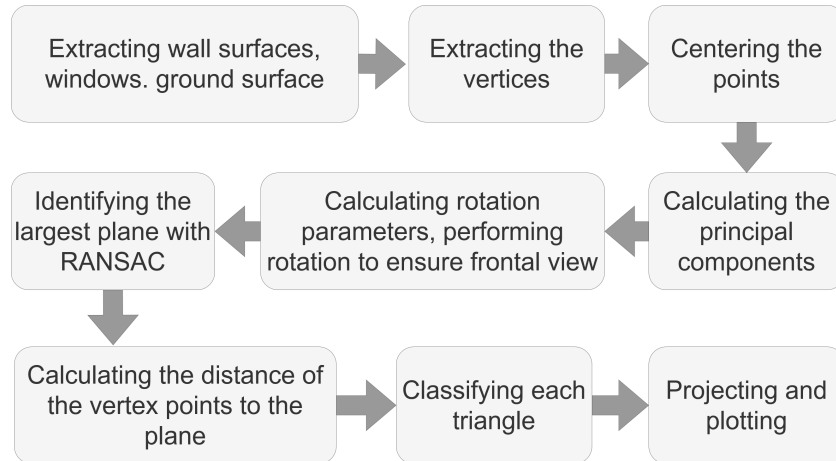 Extracting wall surfaces,
windows. ground surface
Extracting the
vertices
Centering the
points
Calculating the
principal
components
Calculating rotation
parameters, performing
rotation to ensure frontal view
Identifying the
largest plane with
RANSAC
Calculating the distance of
the vertex points to the
plane
Classifying each
triangle
Projecting and
plotting